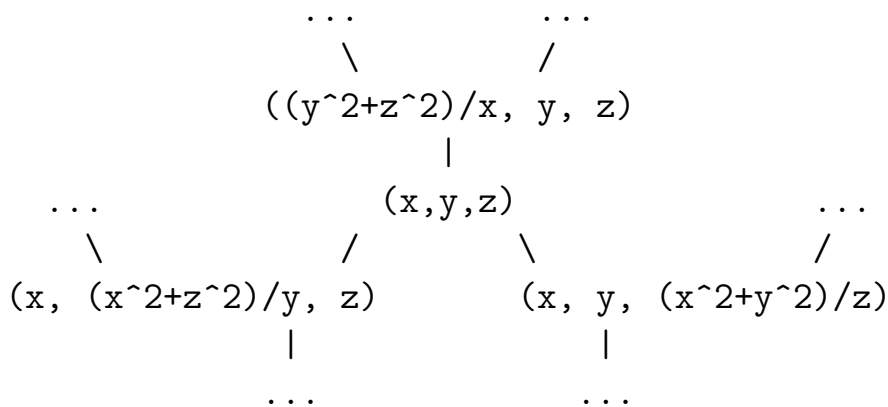 ... ...
\ /
((y^2+z^2)/x, y, z)
|
... (x,y,z) ...
\ / \ /
(x, (x^2+z^2)/y, z) (x, y, (x^2+y^2)/z)
| |
... ...